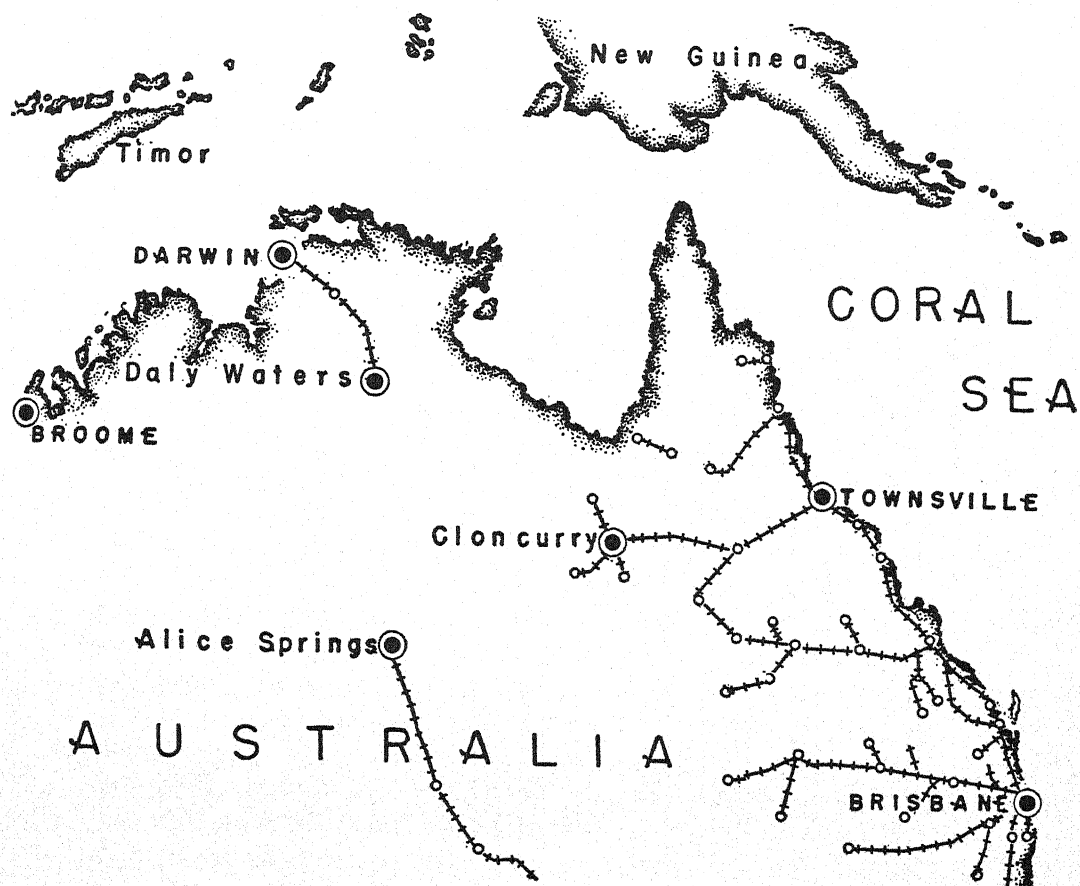 New Guinea
Timor
DARWIN
CORAL
SEA
Daly Waters
BROOME
TOWNSVILLE
Cloncurry
Alice Springs
AUSTRALIA
BRISBANE